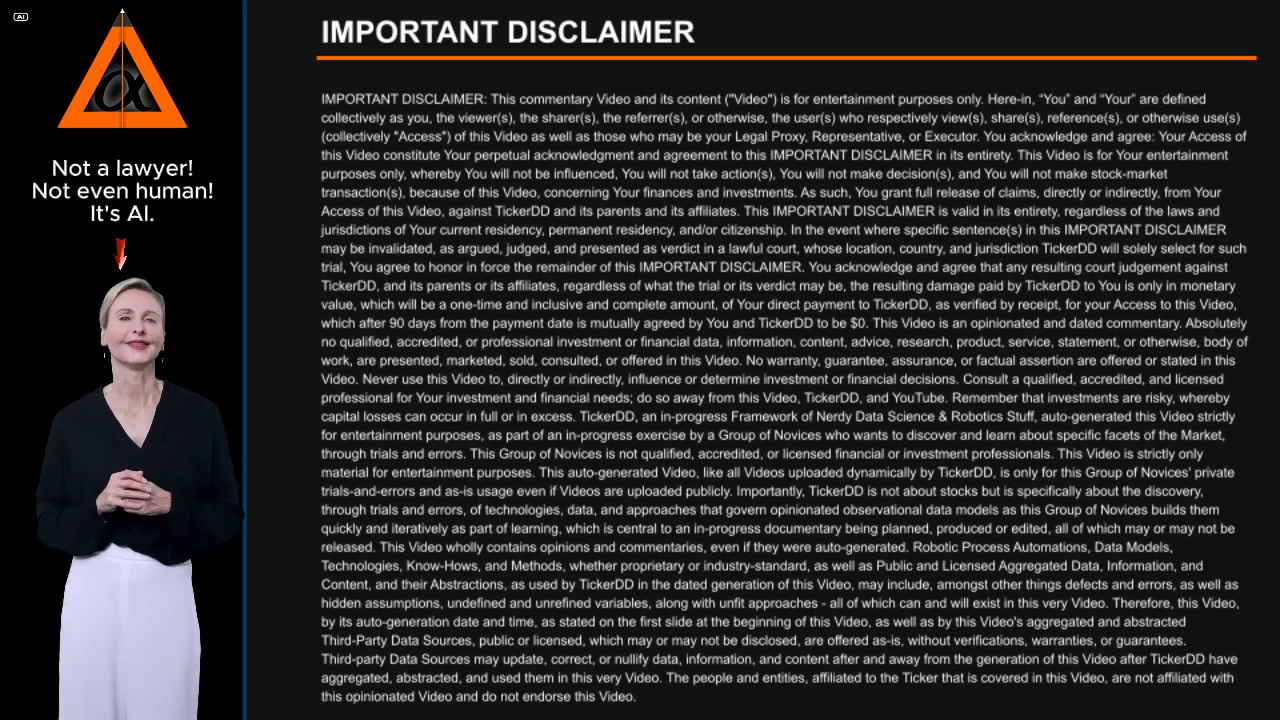 AI
α
Not a lawyer!
Not even human!
It's AI.
IMPORTANT DISCLAIMER
IMPORTANT DISCLAIMER: This commentary Video and its content ("Video") is for entertainment purposes only. Here-in, “You” and “Your” are defined
collectively as you, the viewer(s), the sharer(s), the referrer(s), or otherwise, the user(s) who respectively view(s), share(s), reference(s), or otherwise use(s)
(collectively "Access") of this Video as well as those who may be your Legal Proxy, Representative, or Executor. You acknowledge and agree: Your Access of
this Video constitute Your perpetual acknowledgment and agreement to this IMPORTANT DISCLAIMER in its entirety. This Video is for Your entertainment
purposes only, whereby You will not be influenced, You will not take action(s), You will not make decision(s), and You will not make stock-market
transaction(s), because of this Video, concerning Your finances and investments. As such, You grant full release of claims, directly or indirectly, from Your
Access of this Video, against TickerDD and its parents and its affiliates. This IMPORTANT DISCLAIMER is valid in its entirety, regardless of the laws and
jurisdictions of Your current residency, permanent residency, and/or citizenship. In the event where specific sentence(s) in this IMPORTANT DISCLAIMER
may be invalidated, as argued, judged, and presented as verdict in a lawful court, whose location, country, and jurisdiction TickerDD will solely select for such
trial, You agree to honor in force the remainder of this IMPORTANT DISCLAIMER. You acknowledge and agree that any resulting court judgement against
TickerDD, and its parents or its affiliates, regardless of what the trial or its verdict may be, the resulting damage paid by TickerDD to You is only in monetary
value, which will be a one-time and inclusive and complete amount, of Your direct payment to TickerDD, as verified by receipt, for your Access to this Video,
which after 90 days from the payment date is mutually agreed by You and TickerDD to be $0. This Video is an opinionated and dated commentary. Absolutely
no qualified, accredited, or professional investment or financial data, information, content, advice, research, product, service, statement, or otherwise, body of
work, are presented, marketed, sold, consulted, or offered in this Video. No warranty, guarantee, assurance, or factual assertion are offered or stated in this
Video. Never use this Video to, directly or indirectly, influence or determine investment or financial decisions. Consult a qualified, accredited, and licensed
professional for Your investment and financial needs; do so away from this Video, TickerDD, and YouTube. Remember that investments are risky, whereby
capital losses can occur in full or in excess. TickerDD, an in-progress Framework of Nerdy Data Science & Robotics Stuff, auto-generated this Video strictly
for entertainment purposes, as part of an in-progress exercise by a Group of Novices who wants to discover and learn about specific facets of the Market,
through trials and errors. This Group of Novices is not qualified, accredited, or licensed financial or investment professionals. This Video is strictly only
material for entertainment purposes. This auto-generated Video, like all Videos uploaded dynamically by TickerDD, is only for this Group of Novices' private
trials-and-errors and as-is usage even if Videos are uploaded publicly. Importantly, TickerDD is not about stocks but is specifically about the discovery,
through trials and errors, of technologies, data, and approaches that govern opinionated observational data models as this Group of Novices builds them
quickly and iteratively as part of learning, which is central to an in-progress documentary being planned, produced or edited, all of which may or may not be
released. This Video wholly contains opinions and commentaries, even if they were auto-generated. Robotic Process Automations, Data Models,
Technologies, Know-Hows, and Methods, whether proprietary or industry-standard, as well as Public and Licensed Aggregated Data, Information, and
Content, and their Abstractions, as used by TickerDD in the dated generation of this Video, may include, amongst other things defects and errors, as well as
hidden assumptions, undefined and unrefined variables, along with unfit approaches - all of which can and will exist in this very Video. Therefore, this Video,
by its auto-generation date and time, as stated on the first slide at the beginning of this Video, as well as by this Video's aggregated and abstracted
Third-Party Data Sources, public or licensed, which may or may not be disclosed, are offered as-is, without verifications, warranties, or guarantees.
Third-party Data Sources may update, correct, or nullify data, information, and content after and away from the generation of this Video after TickerDD have
aggregated, abstracted, and used them in this very Video. The people and entities, affiliated to the Ticker that is covered in this Video, are not affiliated with
this opinionated Video and do not endorse this Video.